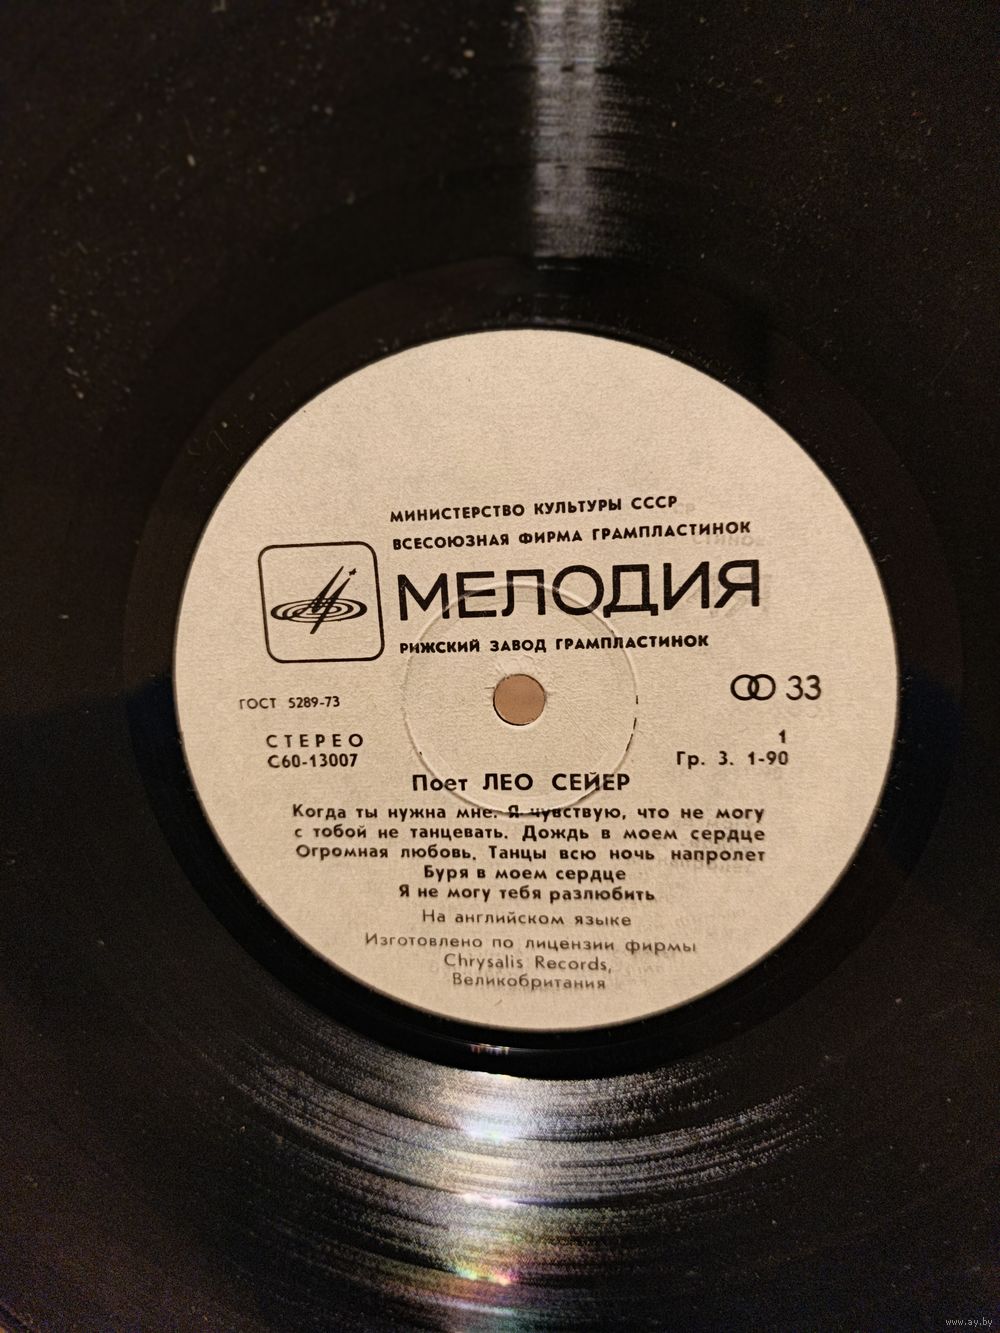 МИНИСТЕРСТВО КУЛЬТУРЫ СССР
ВСЕСОЮЗНАЯ ФИРМА ГРАМПЛАСТИНОК
МЕЛОДИЯ
РИЖСКИЙ ЗАВОД ГРАМПЛАСТИНОК
33
ГОСТ 5289-73
СТЕРЕО
С60-13007
1
Гр. 3. 1-90
Поет ЛЕО СЕЙЕР
Когда ты нужна мне. Я чувствую, что не могу
с тобой не танцевать. Дождь в моем сердце
Огромная любовь. Танцы всю ночь напролет
Буря в моем сердце
Я не могу тебя разлюбить
На английском языке
Изготовлено по лицензии фирмы
Chrysalis Records,
Великобритания
www.ay.by